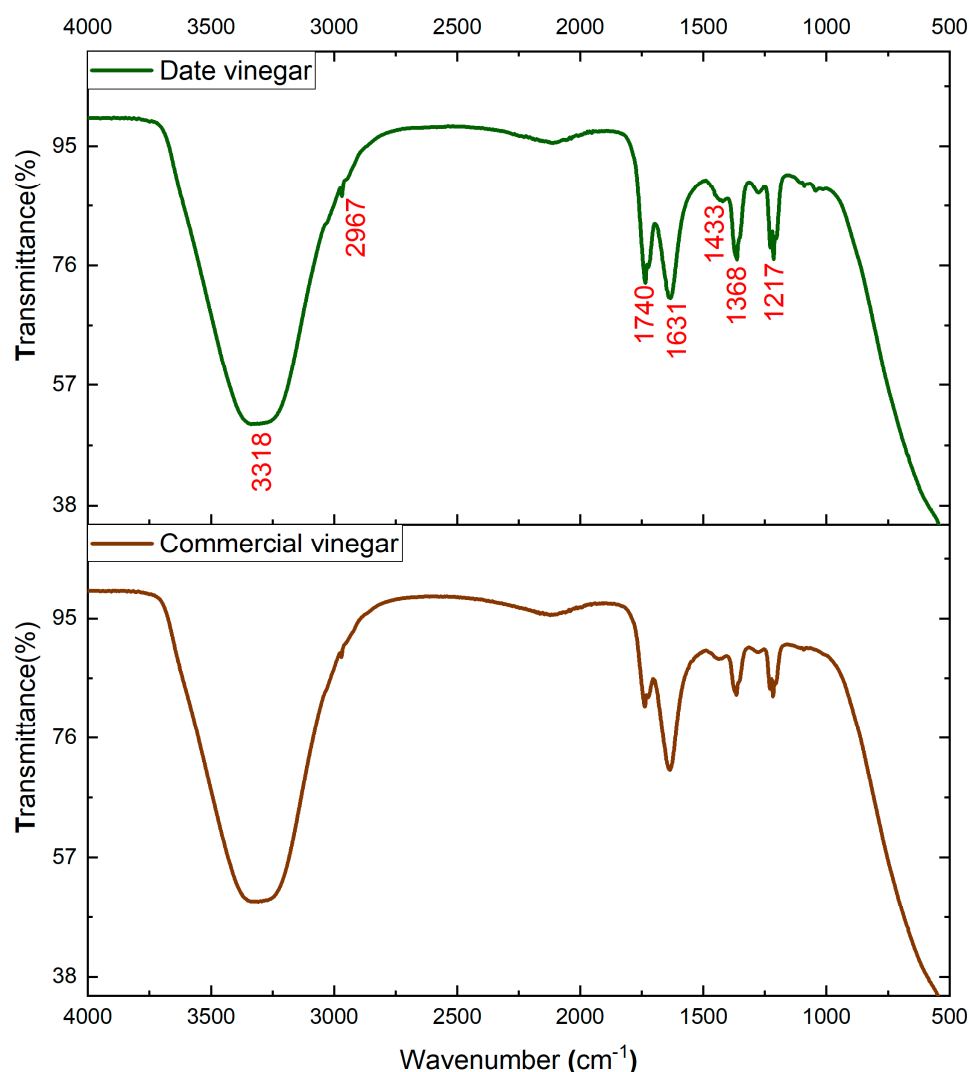 4000 3500 3000 2500 2000 1500 1000 500
Date vinegar
95
76
57
38
Transmittance(%)
3318
2967
1740
1631
1433
1368
1217
Commercial vinegar
95
76
57
38
Transmittance(%)
4000 3500 3000 2500 2000 1500 1000 500
Wavenumber (cm⁻¹)